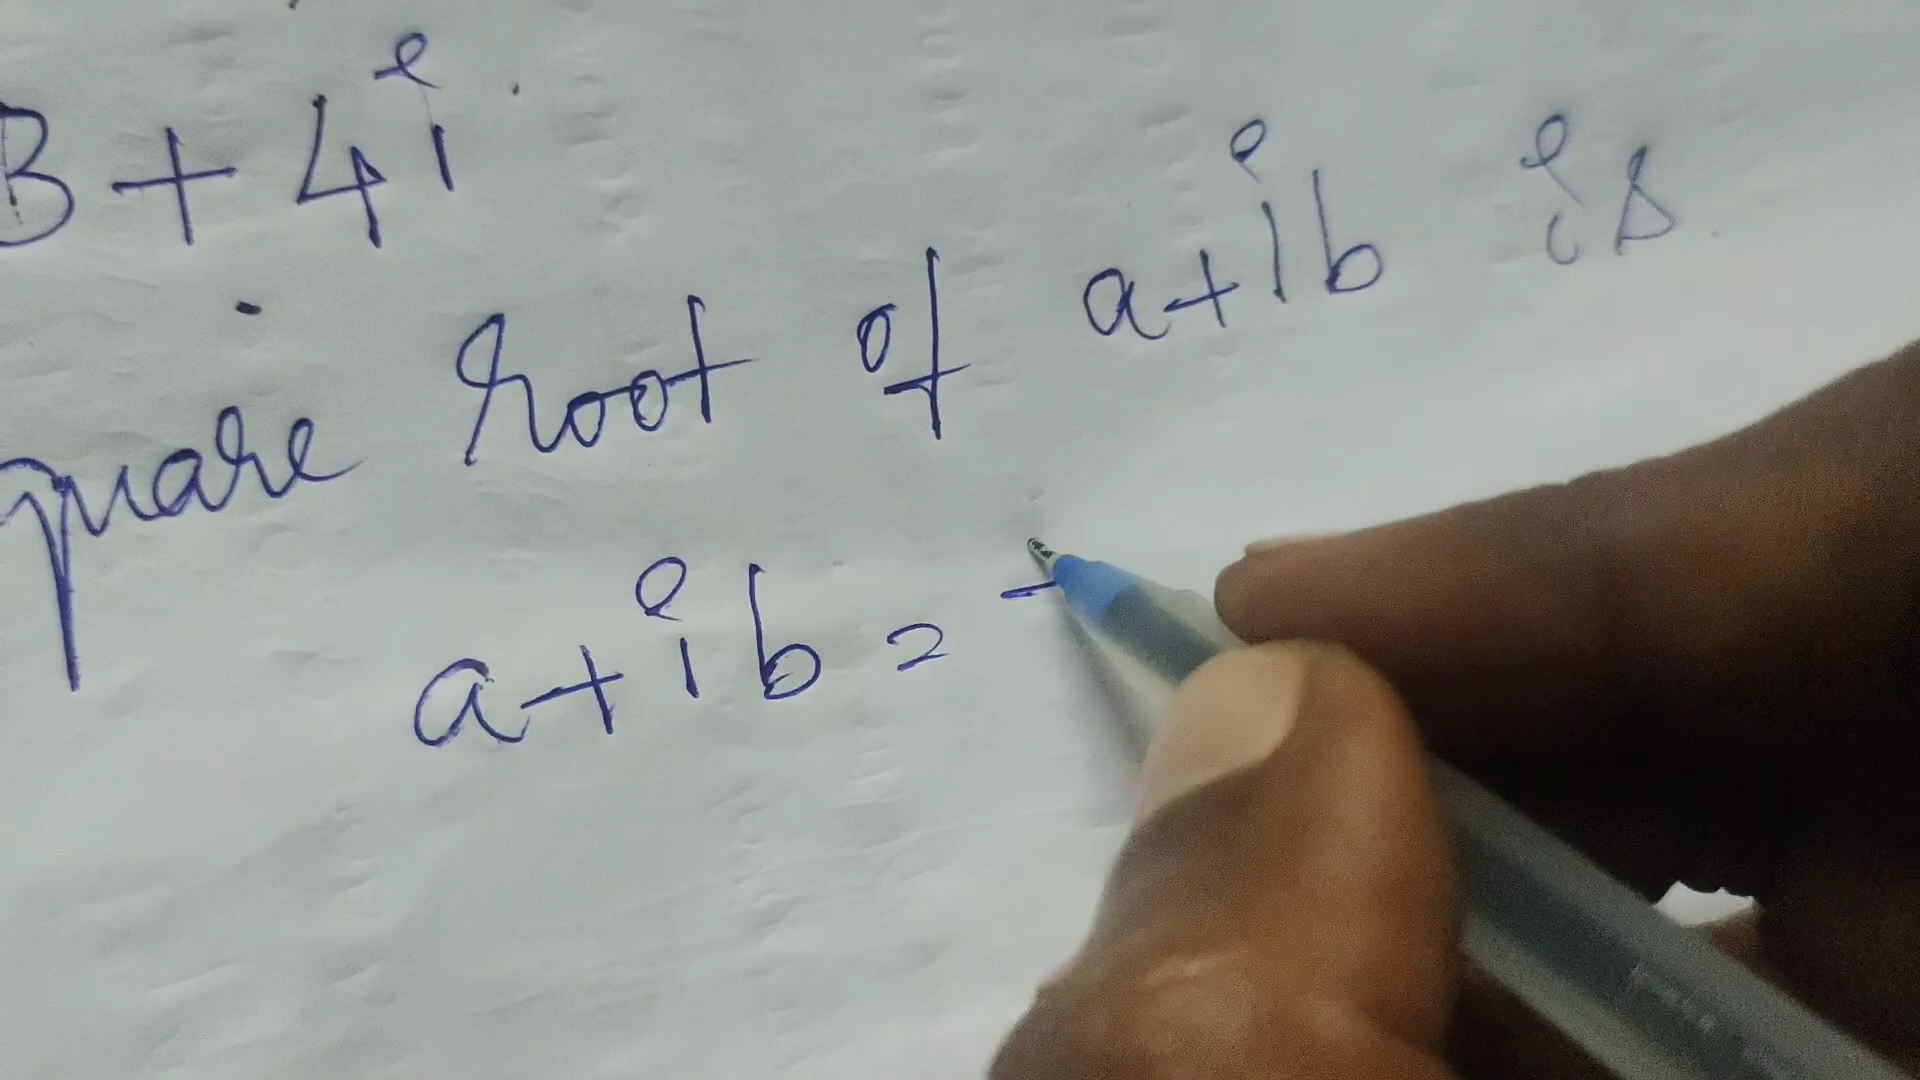 3+4i.
quare root of a+ib is
a+ib = -